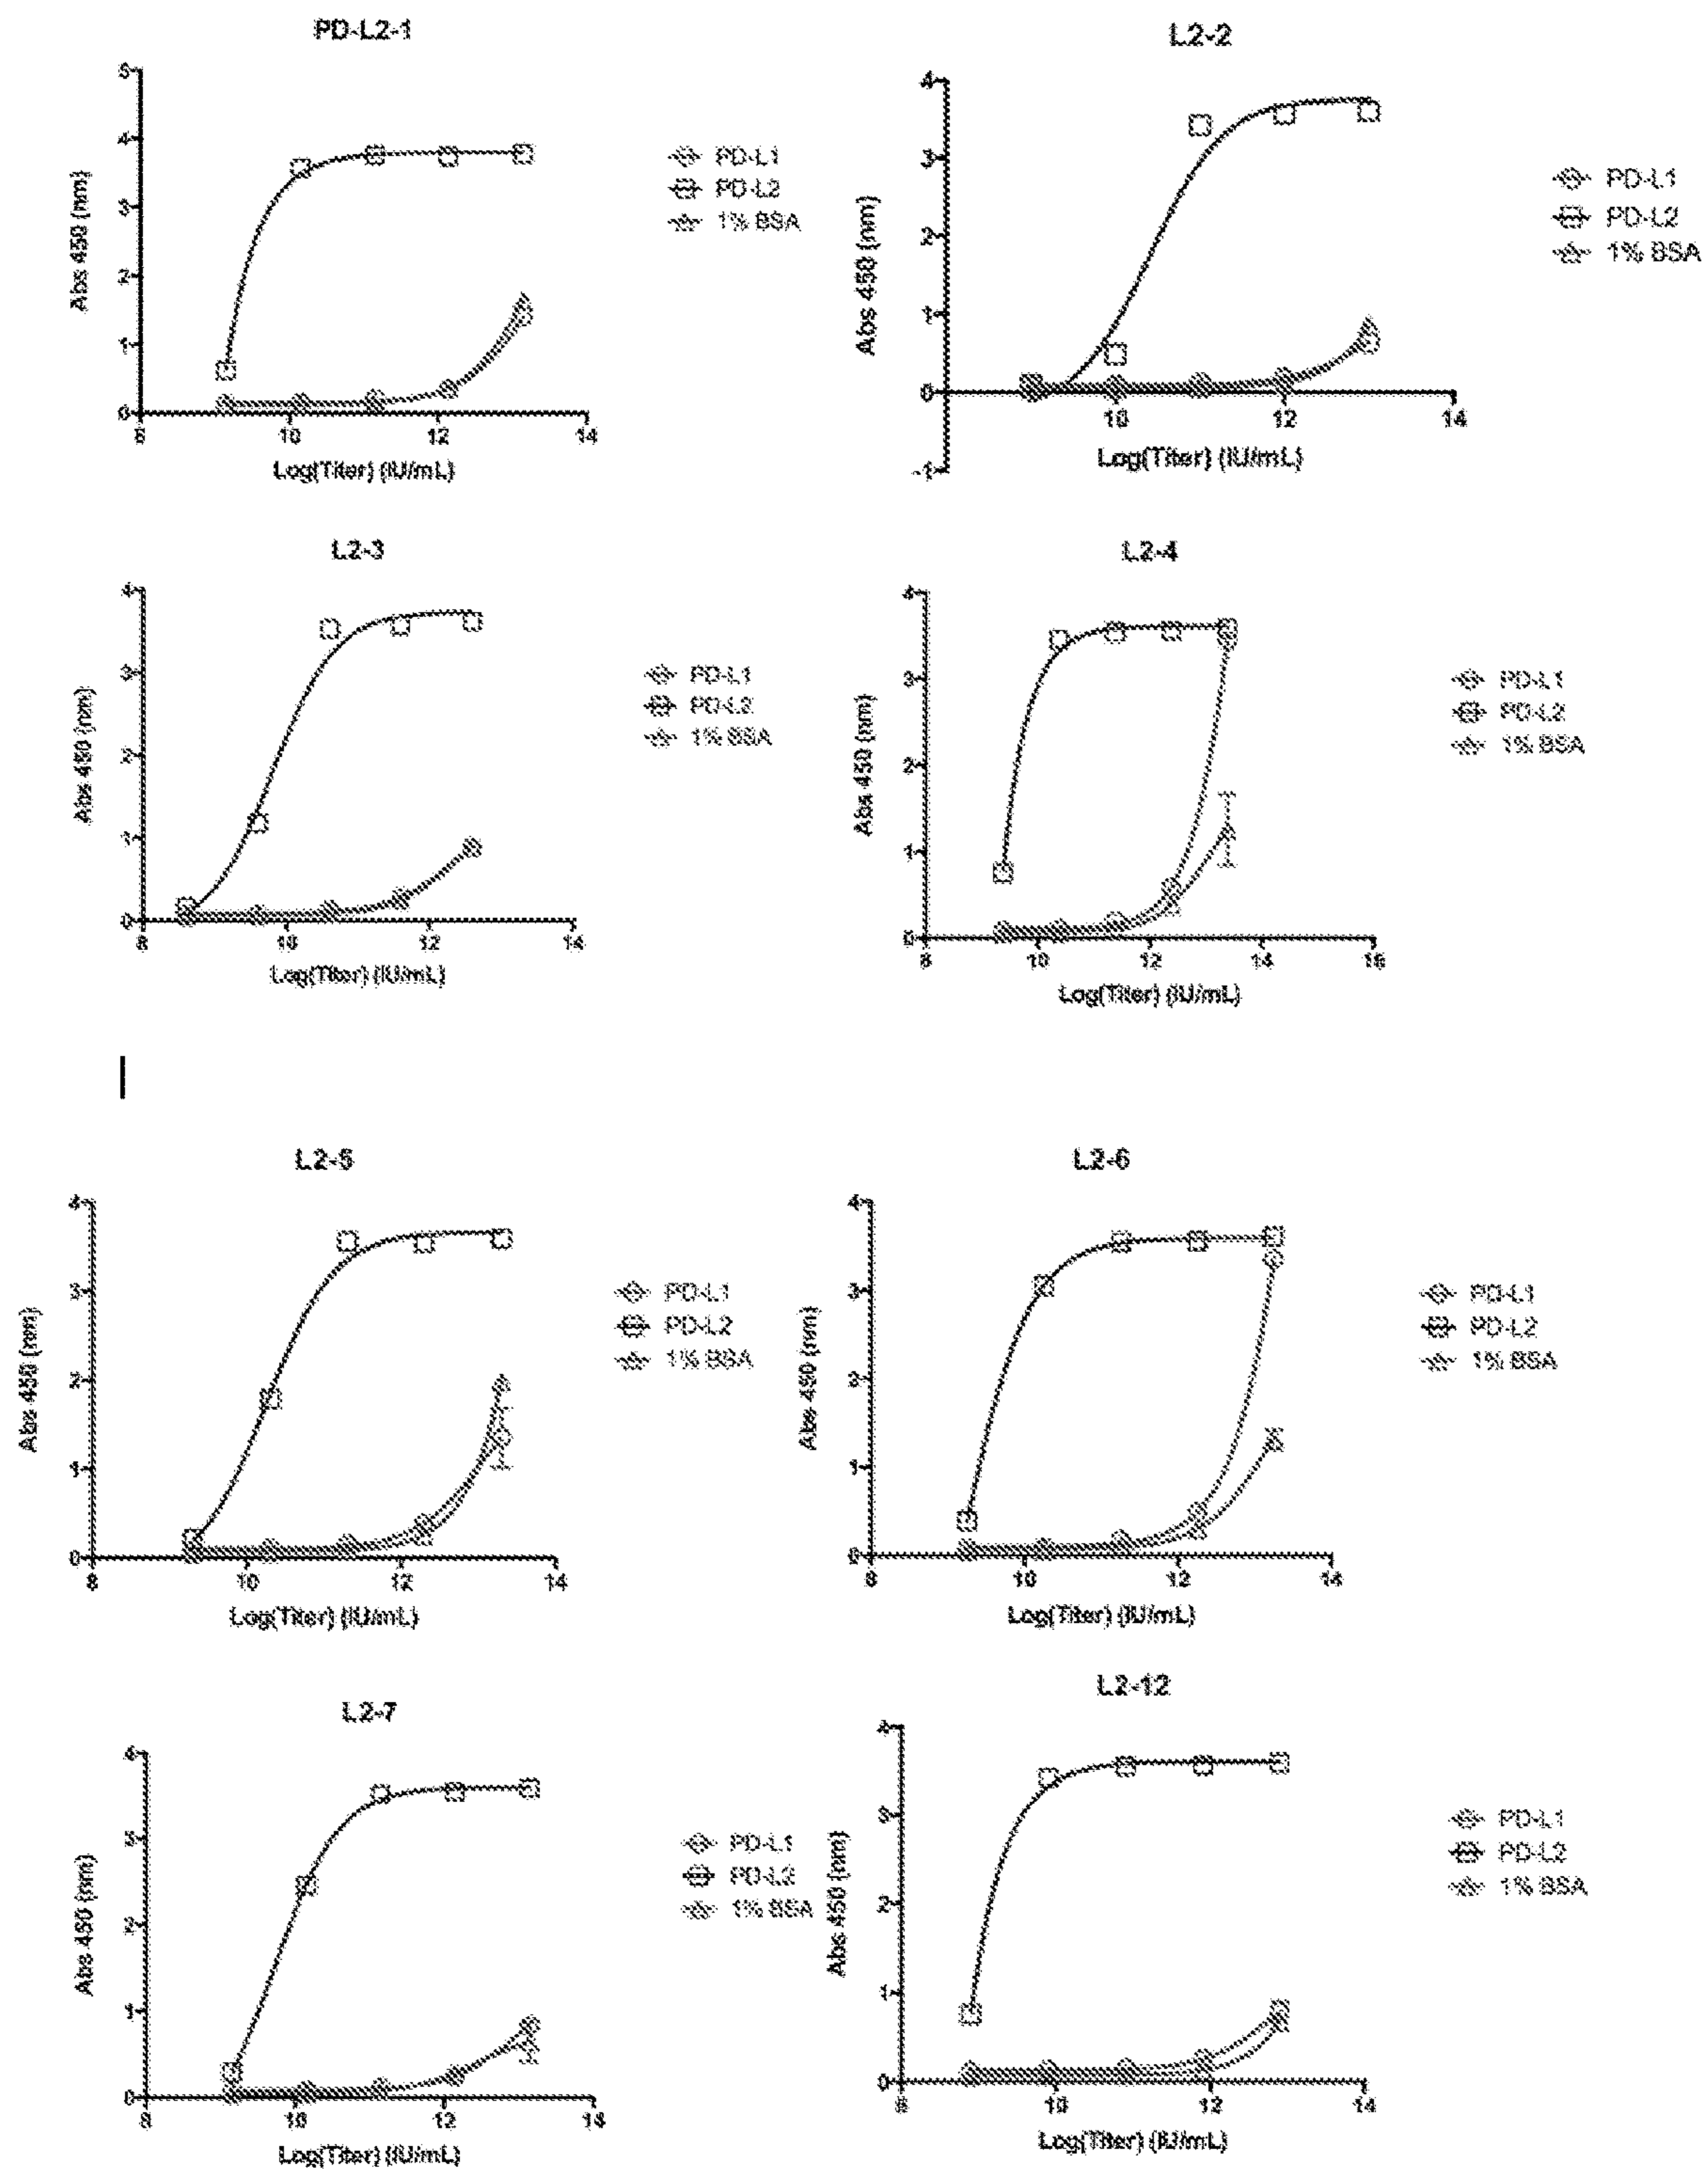 PD-L2-1
5
4
3
2
1
0
8
10
12
14
Abs 450 (nm)
Log(Titer) (IU/mL)
PD-L1
PD-L2
1% BSA
L2-2
4
3
2
1
0
-1
10
12
14
Abs 450 (nm)
Log(Titer) (IU/mL)
PD-L1
PD-L2
1% BSA
L2-3
4
3
2
1
0
8
10
12
14
Abs 450 (nm)
Log(Titer) (IU/mL)
PD-L1
PD-L2
1% BSA
L2-4
4
3
2
1
0
8
10
12
14
16
Abs 450 (nm)
Log(Titer) (IU/mL)
PD-L1
PD-L2
1% BSA
L2-5
4
3
2
1
0
8
10
12
14
Abs 450 (nm)
Log(Titer) (IU/mL)
PD-L1
PD-L2
1% BSA
L2-6
4
3
2
1
0
8
10
12
14
Abs 450 (nm)
Log(Titer) (IU/mL)
PD-L1
PD-L2
1% BSA
L2-7
4
3
2
1
0
8
10
12
14
Abs 450 (nm)
Log(Titer) (IU/mL)
PD-L1
PD-L2
1% BSA
L2-12
4
3
2
1
0
8
10
12
14
Abs 450 (nm)
Log(Titer) (IU/mL)
PD-L1
PD-L2
1% BSA